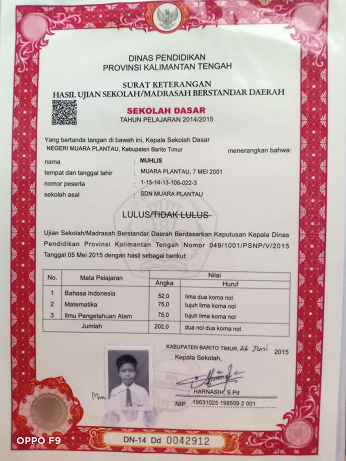 DINAS PENDIDIKAN
PROVINSI KALIMANTAN TENGAH
SURAT KETERANGAN
HASIL UJIAN SEKOLAH/MADRASAH BERSTANDAR DAERAH
SEKOLAH DASAR
TAHUN PELAJARAN 2014/2015
Yang bertanda tangan di bawah ini, Kepala Sekolah Dasar
NEGERI MUARA PLANTAU, Kabupaten Barito Timur menerangkan bahwa:
nama : MUHLIS
tempat dan tanggal lahir : MUARA PLANTAU, 7 MEI 2001
nomor peserta : 1-15-14-13-105-022-3
sekolah asal : SDN MUARA PLANTAU
LULUS/TIDAK LULUS
Ujian Sekolah/Madrasah Berstandar Daerah Berdasarkan Keputusan Kepala Dinas
Pendidikan Provinsi Kalimantan Tengah Nomor 049/1001/PSNP/V/2015
Tanggal 05 Mei 2015 dengan hasil sebagai berikut:
No. Mata Pelajaran Nilai
Angka Huruf
1 Bahasa Indonesia 52,0 lima dua koma nol
2 Matematika 75,0 tujuh lima koma nol
3 Ilmu Pengetahuan Alam 75,0 tujuh lima koma nol
Jumlah 202,0 dua nol dua koma nol
KABUPATEN BARITO TIMUR, 26 Juni 2015
Kepala Sekolah,
HARNASIH, S.Pd
NIP. 19631025 198509 2 001
DN-14 Dd 0042912
OPPO F9